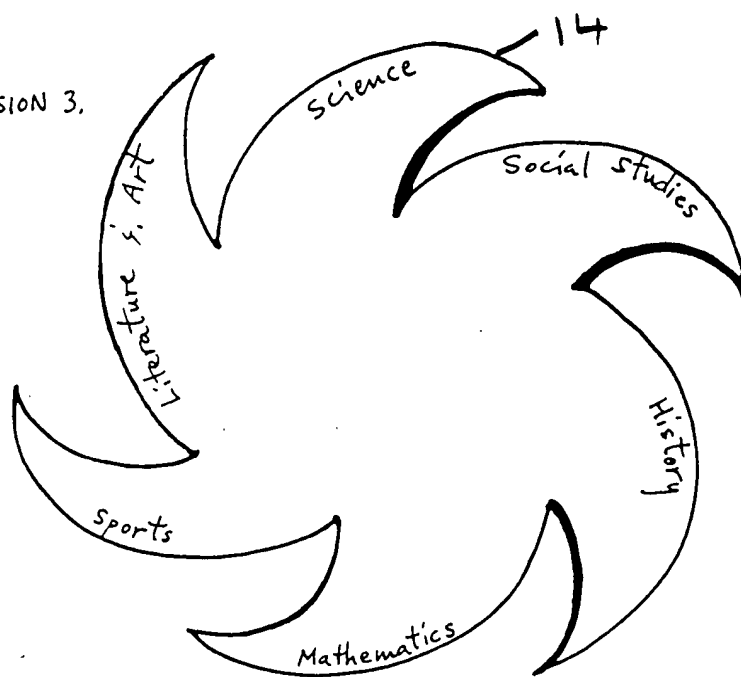 14
Science
SION 3.
Social Studies
Literature & Art
History
Sports
Mathematics